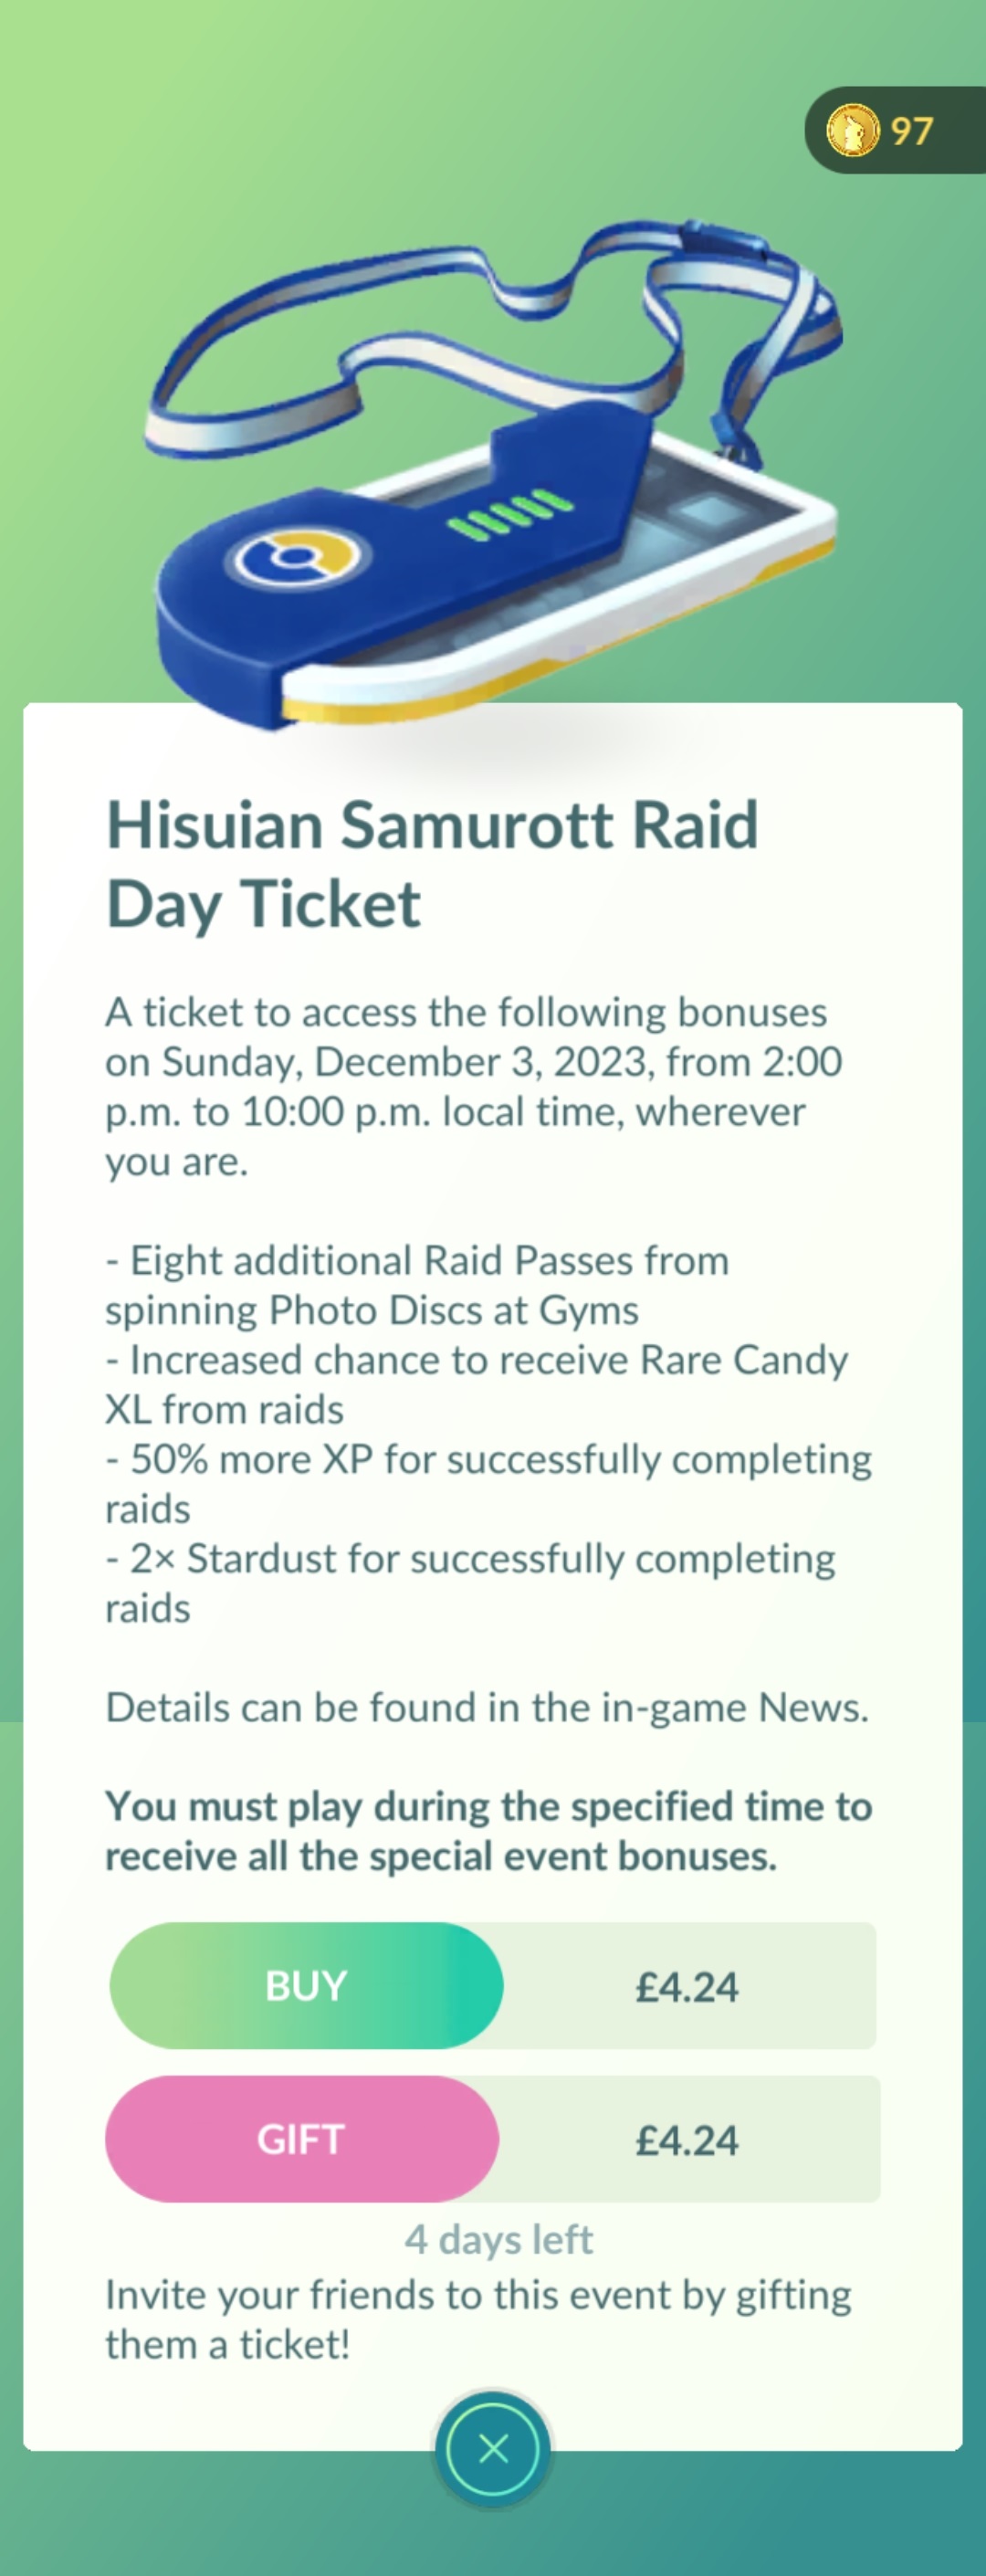 97
Hisuian Samurott Raid
Day Ticket
A ticket to access the following bonuses
on Sunday, December 3, 2023, from 2:00
p.m. to 10:00 p.m. local time, wherever
you are.
- Eight additional Raid Passes from
spinning Photo Discs at Gyms
- Increased chance to receive Rare Candy
XL from raids
- 50% more XP for successfully completing
raids
- 2× Stardust for successfully completing
raids
Details can be found in the in-game News.
You must play during the specified time to
receive all the special event bonuses.
BUY £4.24
GIFT £4.24
4 days left
Invite your friends to this event by gifting
them a ticket!